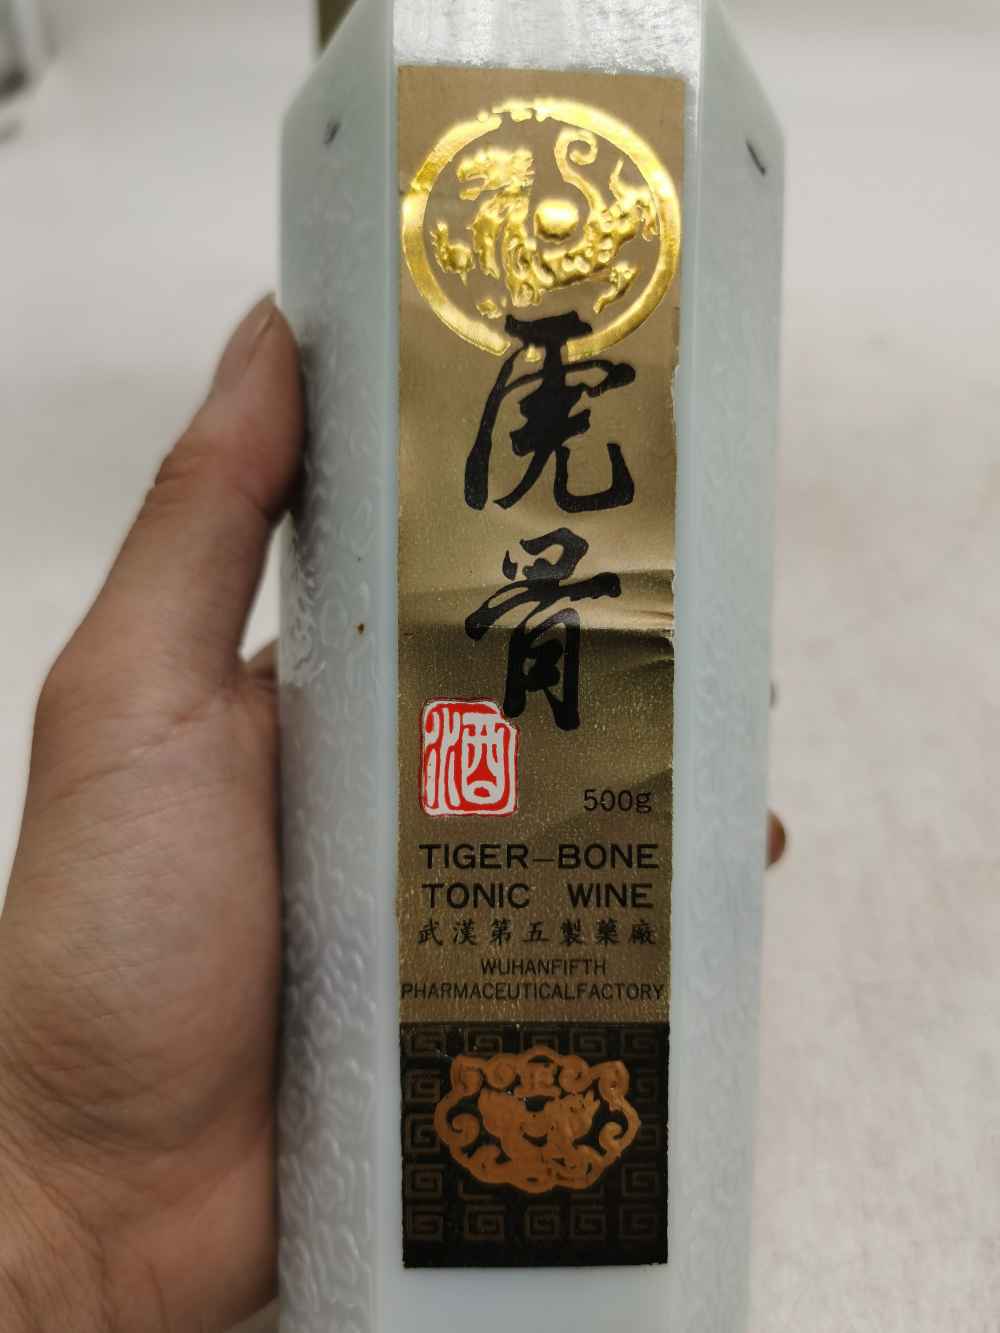 虎骨
酒
500g
TIGER-BONE
TONIC WINE
武漢第五製藥廠
WUHANFIFTH
PHARMACEUTICALFACTORY